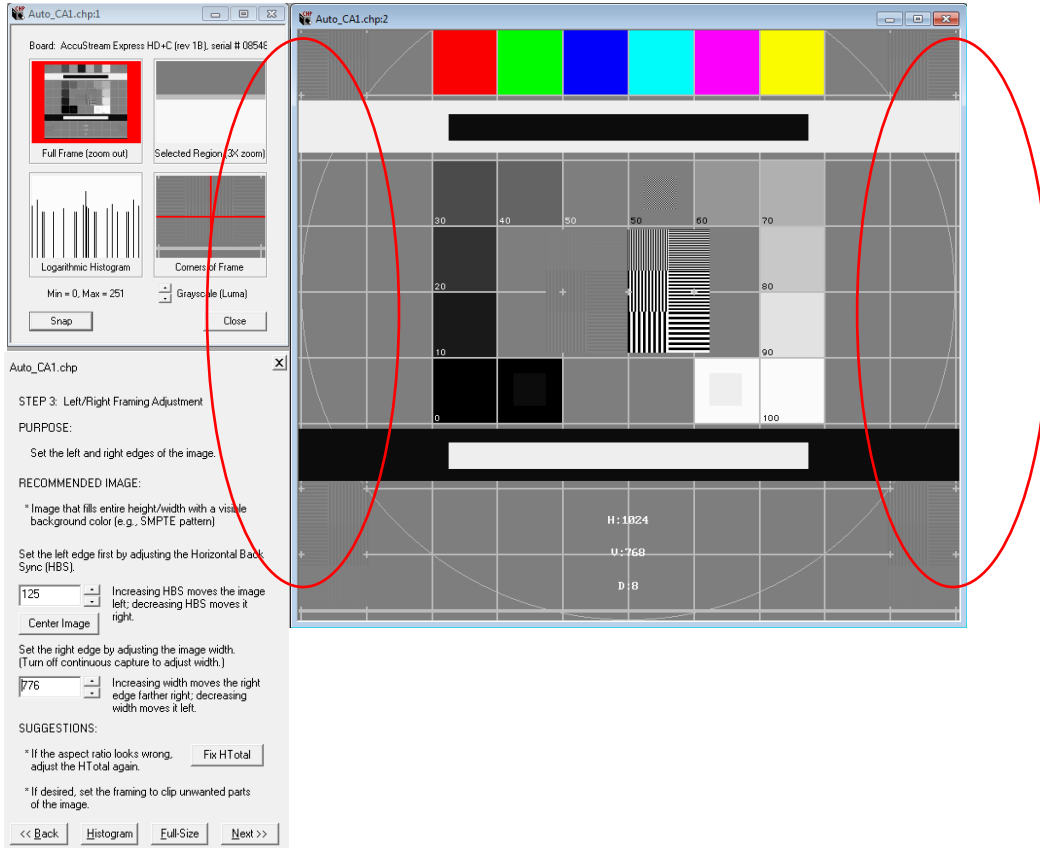 Auto_CA1.chp:1
Board: AccuStream Express HD+C (rev 1B), serial # 08548
Full Frame (zoom out)
Selected Region (3X zoom)
Logarithmic Histogram
Corners of Frame
Min = 0, Max = 251
Grayscale (Luma)
Snap
Close
Auto_CA1.chp
X
STEP 3: Left/Right Framing Adjustment
PURPOSE:
Set the left and right edges of the image.
RECOMMENDED IMAGE:
* Image that fills entire height/width with a visible
background color (e.g., SMPTE pattern)
Set the left edge first by adjusting the Horizontal Back
Sync (HBS).
125
Increasing HBS moves the image
left; decreasing HBS moves it
right.
Center Image
Set the right edge by adjusting the image width.
(Turn off continuous capture to adjust width.)
776
Increasing width moves the right
edge farther right; decreasing
width moves it left.
SUGGESTIONS:
* If the aspect ratio looks wrong,
adjust the HTotal again.
Fix HTotal
* If desired, set the framing to clip unwanted parts
of the image.
<< Back
Histogram
Full-Size
Next >>
Auto_CA1.chp:2
30 40 50 50 60 70
20 80
10 90
0 100
H:1024
V:768
D:8